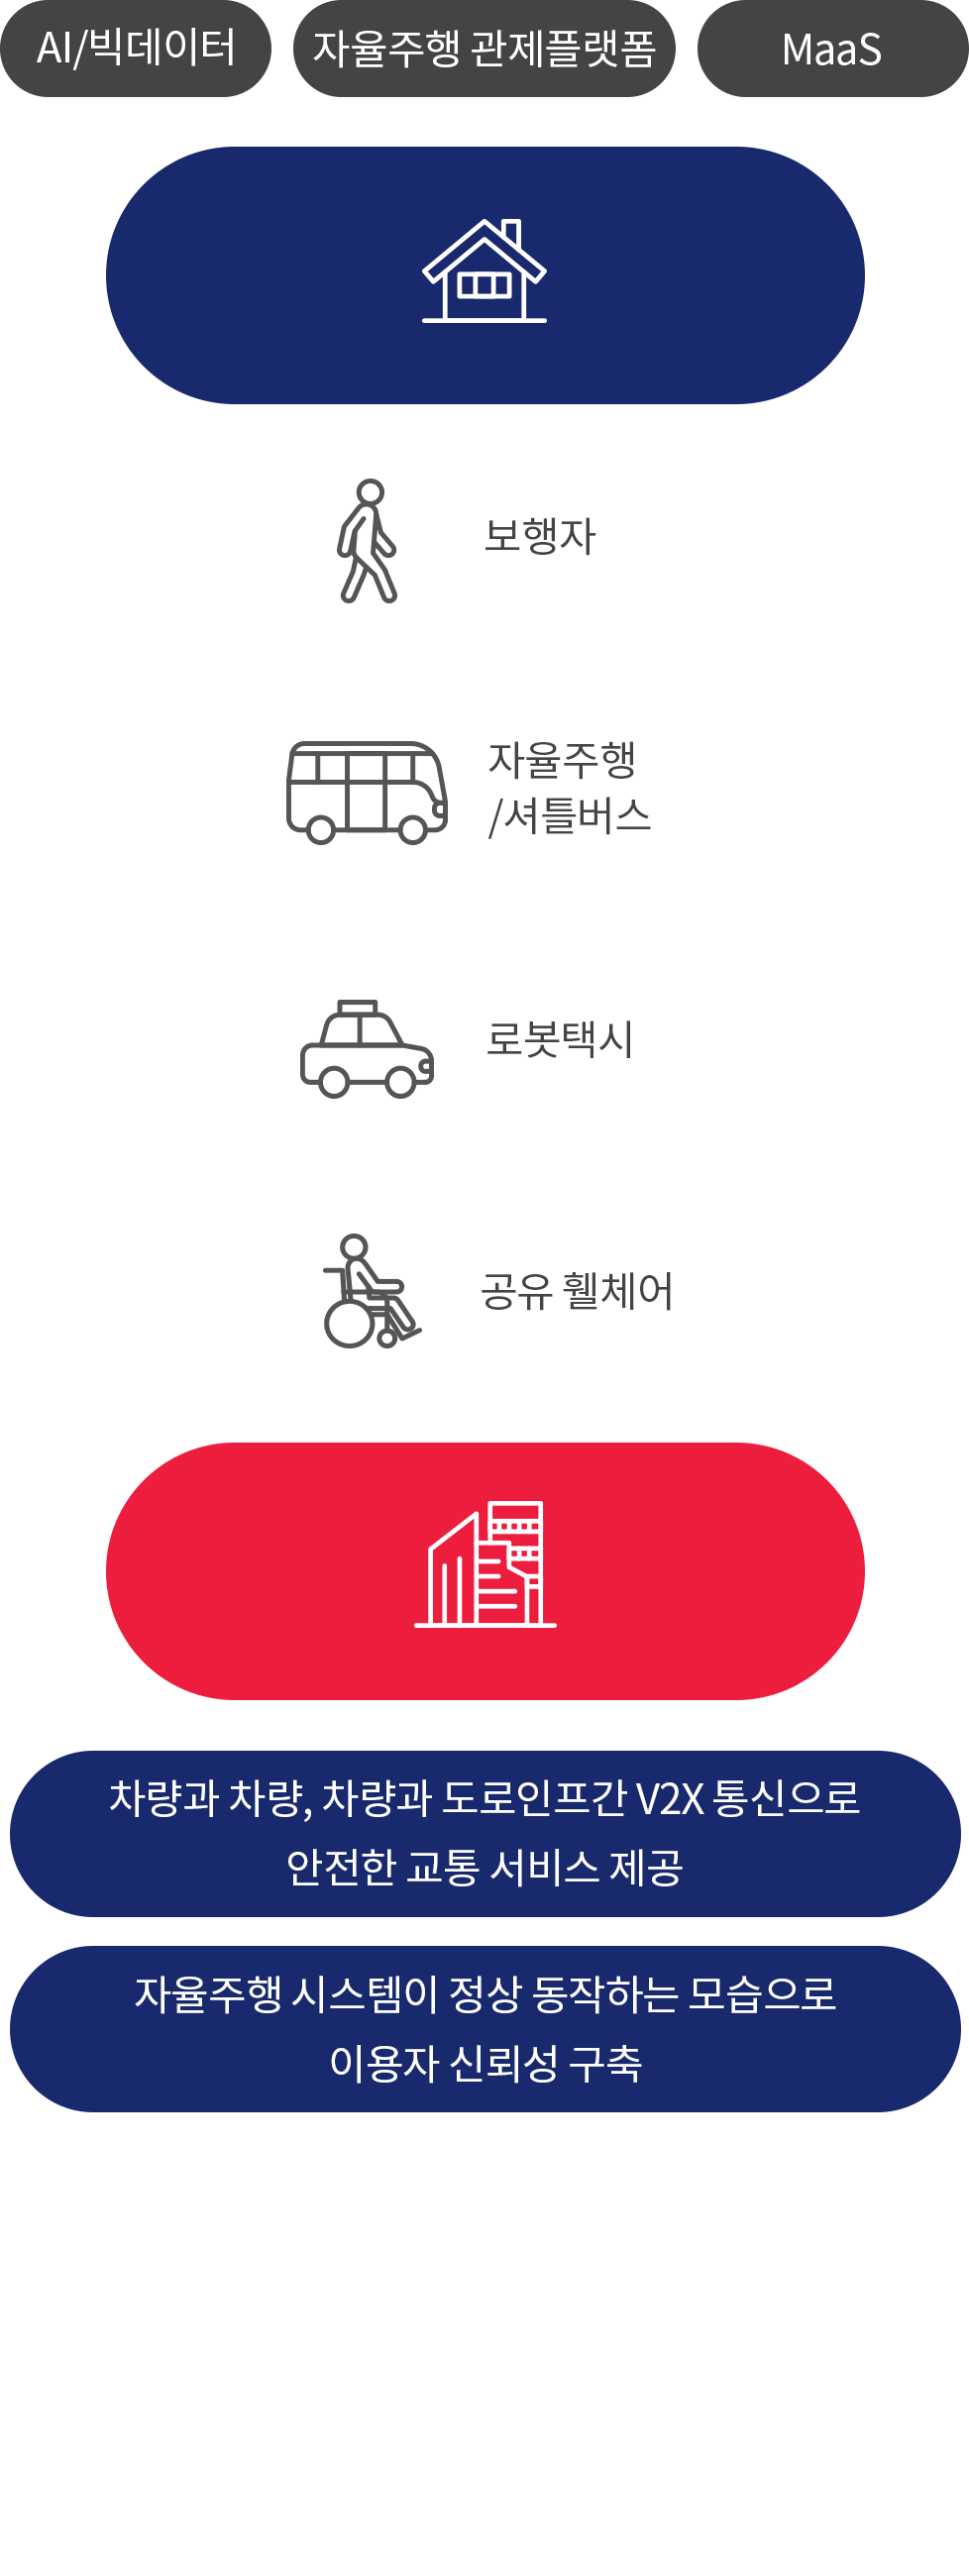 AI/빅데이터
자율주행 관제플랫폼
MaaS
보행자
자율주행
/셔틀버스
로봇택시
공유 휄체어
차량과 차량, 차량과 도로인프간 V2X 통신으로
안전한 교통 서비스 제공
자율주행 시스템이 정상 동작하는 모습으로
이용자 신뢰성 구축